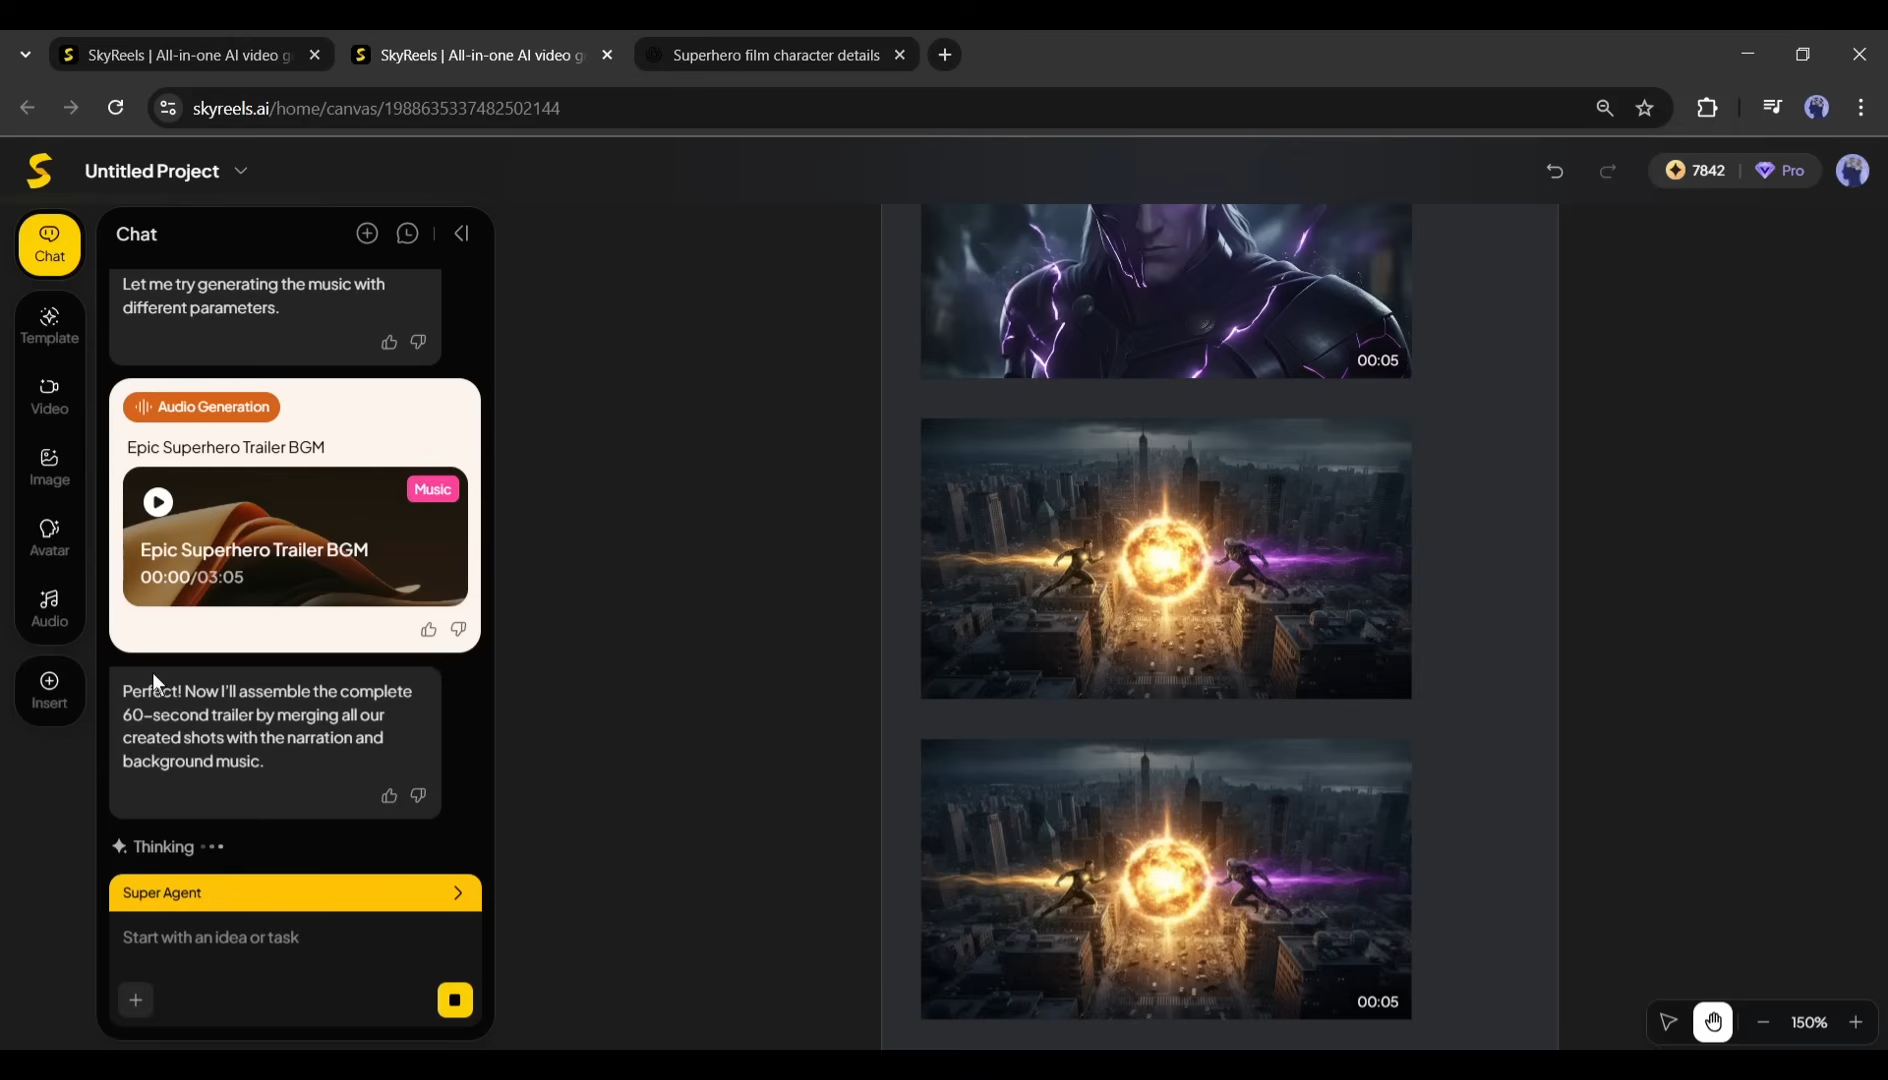 SkyReels | All-in-one AI video g
SkyReels | All-in-one AI video g
Superhero film character details
skyreels.ai/home/canvas/1988635337482502144
Untitled Project
7842
Pro
Chat
Template
Video
Image
Avatar
Audio
Insert
Chat
Let me try generating the music with
different parameters.
Audio Generation
Epic Superhero Trailer BGM
Music
Epic Superhero Trailer BGM
00:00/03:05
Perfect! Now I'll assemble the complete
60-second trailer by merging all our
created shots with the narration and
background music.
Thinking
Super Agent
Start with an idea or task
00:05
00:05
150%